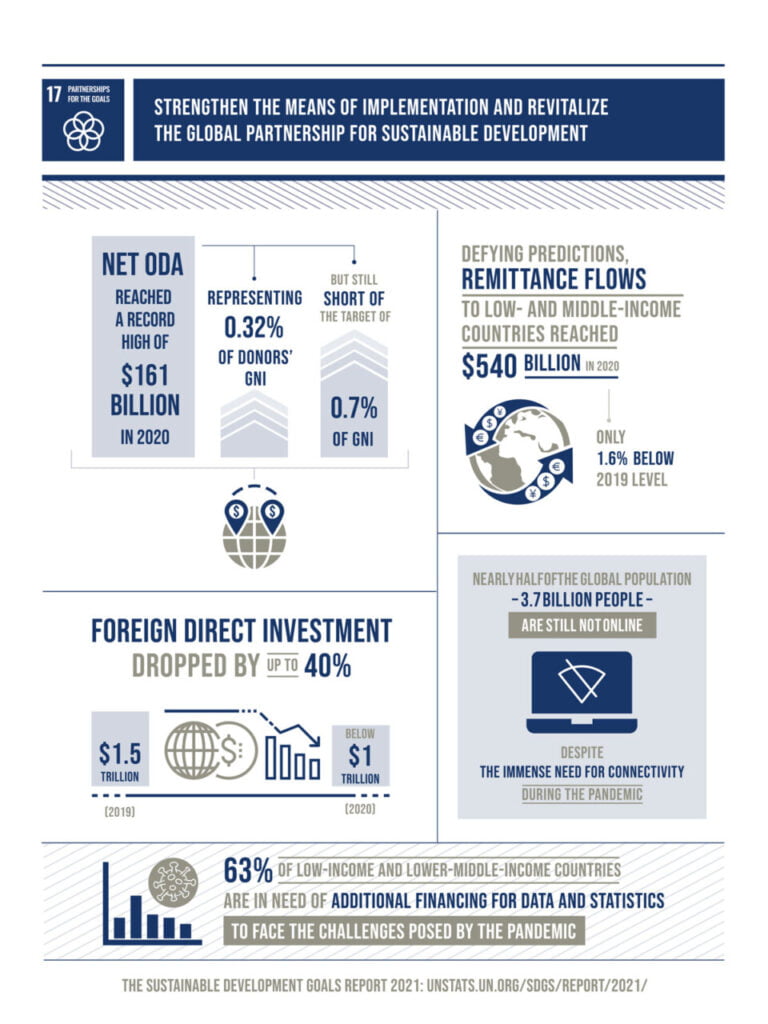 17 PARTNERSHIPS
FOR THE GOALS
STRENGTHEN THE MEANS OF IMPLEMENTATION AND REVITALIZE
THE GLOBAL PARTNERSHIP FOR SUSTAINABLE DEVELOPMENT
NET ODA
REACHED
A RECORD
HIGH OF
$161
BILLION
IN 2020
REPRESENTING
0.32%
OF DONORS'
GNI
BUT STILL
SHORT OF
THE TARGET OF
0.7%
OF GNI
$ $
DEFYING PREDICTIONS,
REMITTANCE FLOWS
TO LOW- AND MIDDLE-INCOME
COUNTRIES REACHED
$540 BILLION IN 2020
€ $ ¥
¥ $ €
ONLY
1.6% BELOW
2019 LEVEL
FOREIGN DIRECT INVESTMENT
DROPPED BY UP TO 40%
$1.5
TRILLION
(2019)
$
BELOW
$1
TRILLION
(2020)
NEARLY HALF OF THE GLOBAL POPULATION
– 3.7 BILLION PEOPLE –
ARE STILL NOT ONLINE
DESPITE
THE IMMENSE NEED FOR CONNECTIVITY
DURING THE PANDEMIC
63% OF LOW-INCOME AND LOWER-MIDDLE-INCOME COUNTRIES
ARE IN NEED OF ADDITIONAL FINANCING FOR DATA AND STATISTICS
TO FACE THE CHALLENGES POSED BY THE PANDEMIC
THE SUSTAINABLE DEVELOPMENT GOALS REPORT 2021: UNSTATS.UN.ORG/SDGS/REPORT/2021/